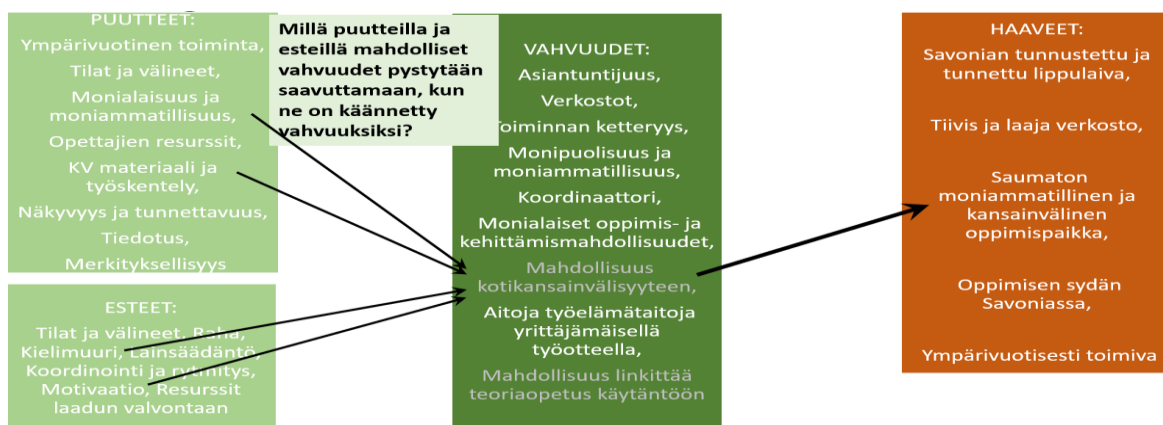 PUUTTEET:
Ympärivuotinen toiminta,
Tilat ja välineet,
Monialaisuus ja
moniammatillisuus,
Opettajien resurssit,
KV materiaali ja
työskentely,
Näkyvyys ja tunnettavuus,
Tiedotus,
Merkityksellisyys
ESTEET:
Tilat ja välineet, Raha,
Kielimuuri, Lainsäädäntö,
Koordinointi ja rytmitys,
Motivaatio, Resurssit
laadun valvontaan
Millä puutteilla ja
esteillä mahdolliset
vahvuudet pystytään
saavuttamaan, kun
ne on käännetty
vahvuuksiksi?
VAHVUUDET:
Asiantuntijuus,
Verkostot,
Toiminnan ketteryys,
Monipuolisuus ja
moniammatillisuus,
Koordinaattori,
Monialaiset oppimis- ja
kehittämismahdollisuudet,
Mahdollisuus
kotikansainvälisyyteen,
Aitoja työelämätaitoja
yrittäjämäisellä
työotteella,
Mahdollisuus linkittää
teoriaopetus käytäntöön
HAAVEET:
Savonian tunnustettu ja
tunnettu lippulaiva,
Tiivis ja laaja verkosto,
Saumaton
moniammatillinen ja
kansainvälinen
oppimispaikka,
Oppimisen sydän
Savoniassa,
Ympärivuotisesti toimiva